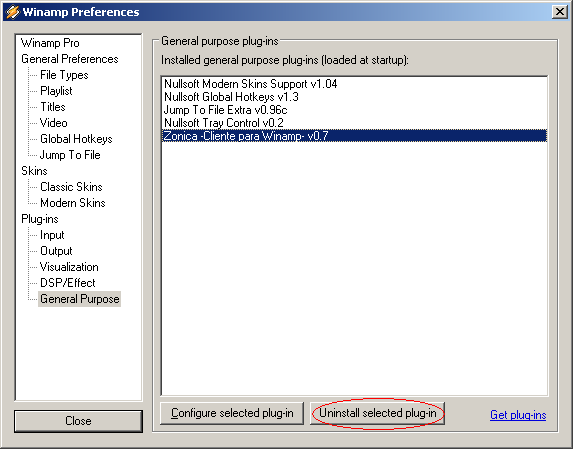 Winamp Preferences
Winamp Pro
General Preferences
File Types
Playlist
Titles
Video
Global Hotkeys
Jump To File
Skins
Classic Skins
Modern Skins
Plug-ins
Input
Output
Visualization
DSP/Effect
General Purpose
Close
General purpose plug-ins
Installed general purpose plug-ins (loaded at startup):
Nullsoft Modern Skins Support v1.04
Nullsoft Global Hotkeys v1.3
Jump To File Extra v0.96c
Nullsoft Tray Control v0.2
Zonica -Cliente para Winamp- v0.7
Configure selected plug-in
Uninstall selected plug-in
Get plug-ins